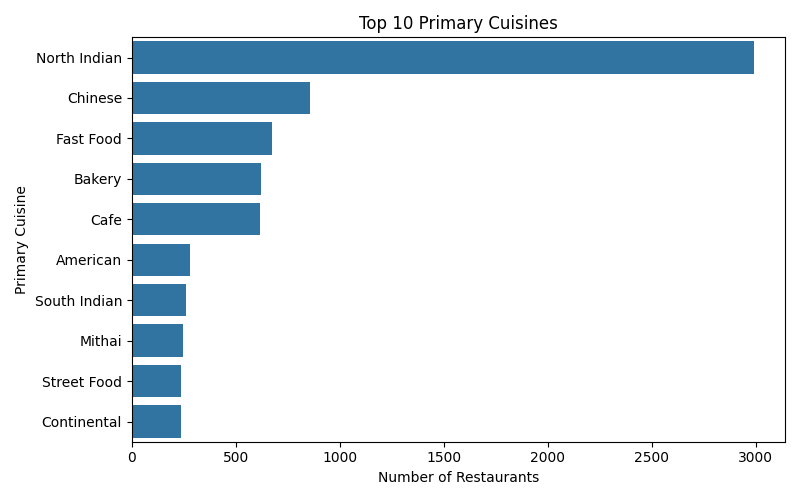 Top 10 Primary Cuisines
Primary Cuisine
North Indian
Chinese
Fast Food
Bakery
Cafe
American
South Indian
Mithai
Street Food
Continental
0 500 1000 1500 2000 2500 3000
Number of Restaurants